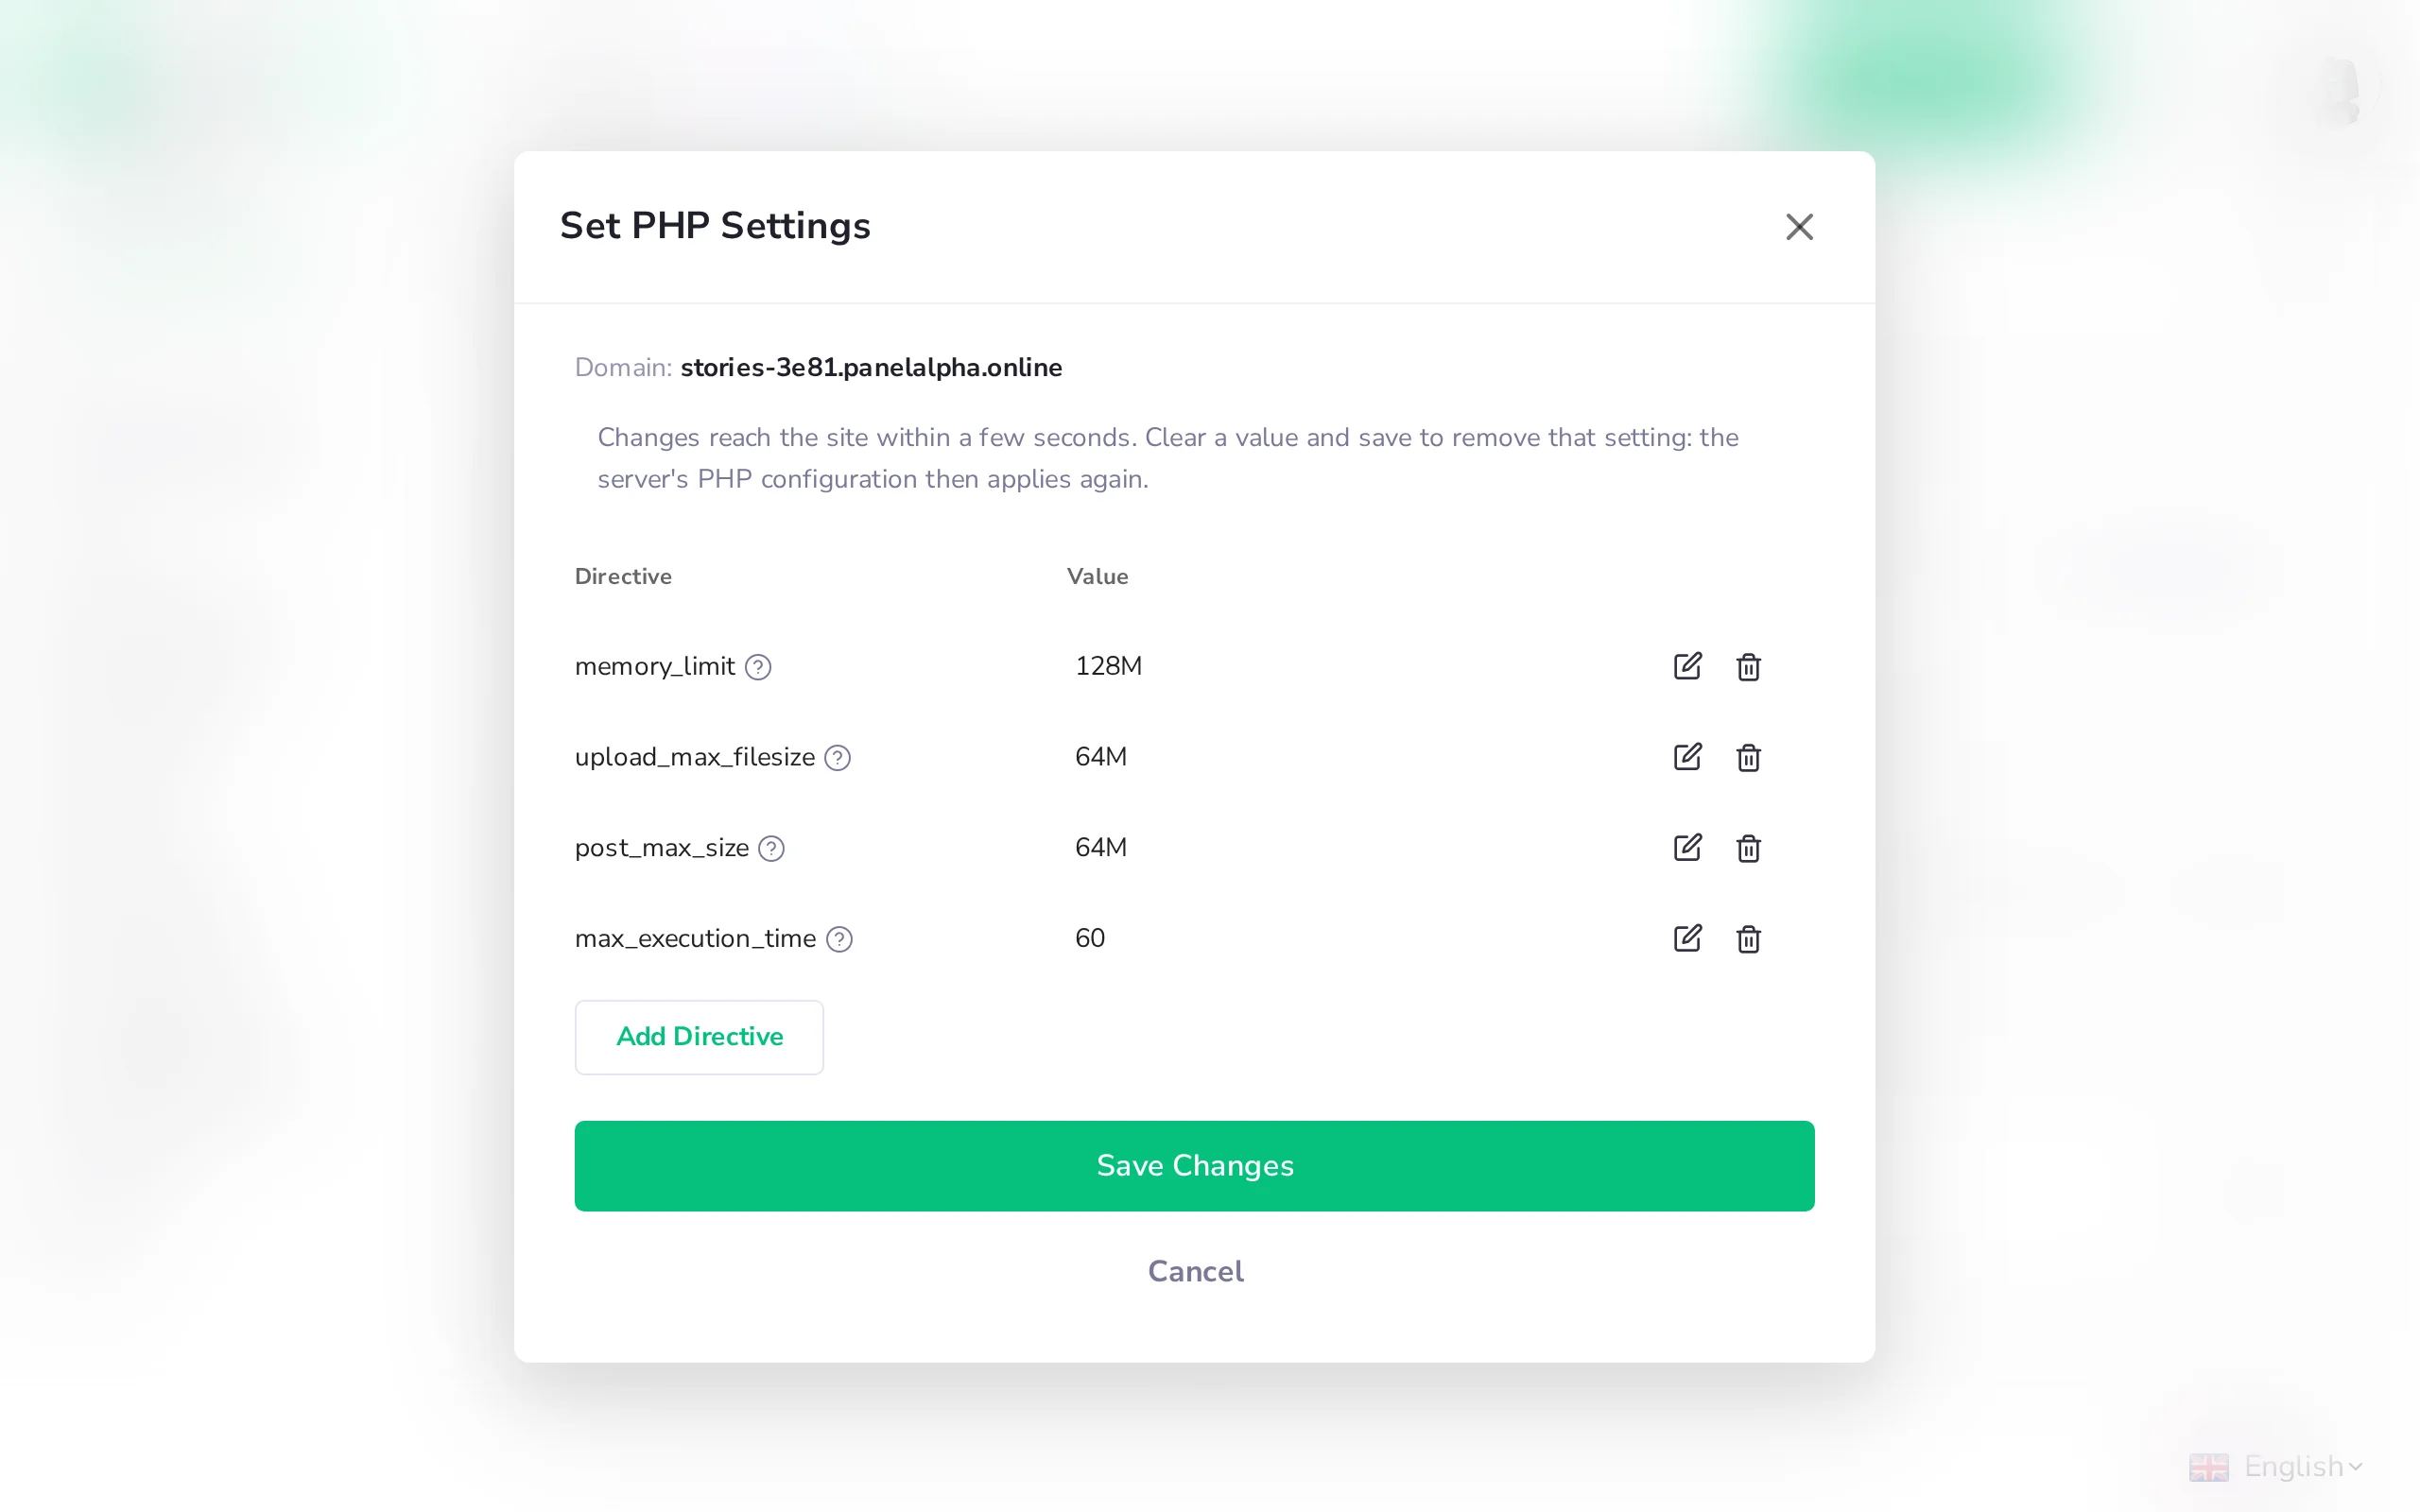 Set PHP Settings
Domain: stories-3e81.panelalpha.online
Changes reach the site within a few seconds. Clear a value and save to remove that setting: the
server's PHP configuration then applies again.
Directive Value
memory_limit 128M
upload_max_filesize 64M
post_max_size 64M
max_execution_time 60
Add Directive
Save Changes
Cancel
English